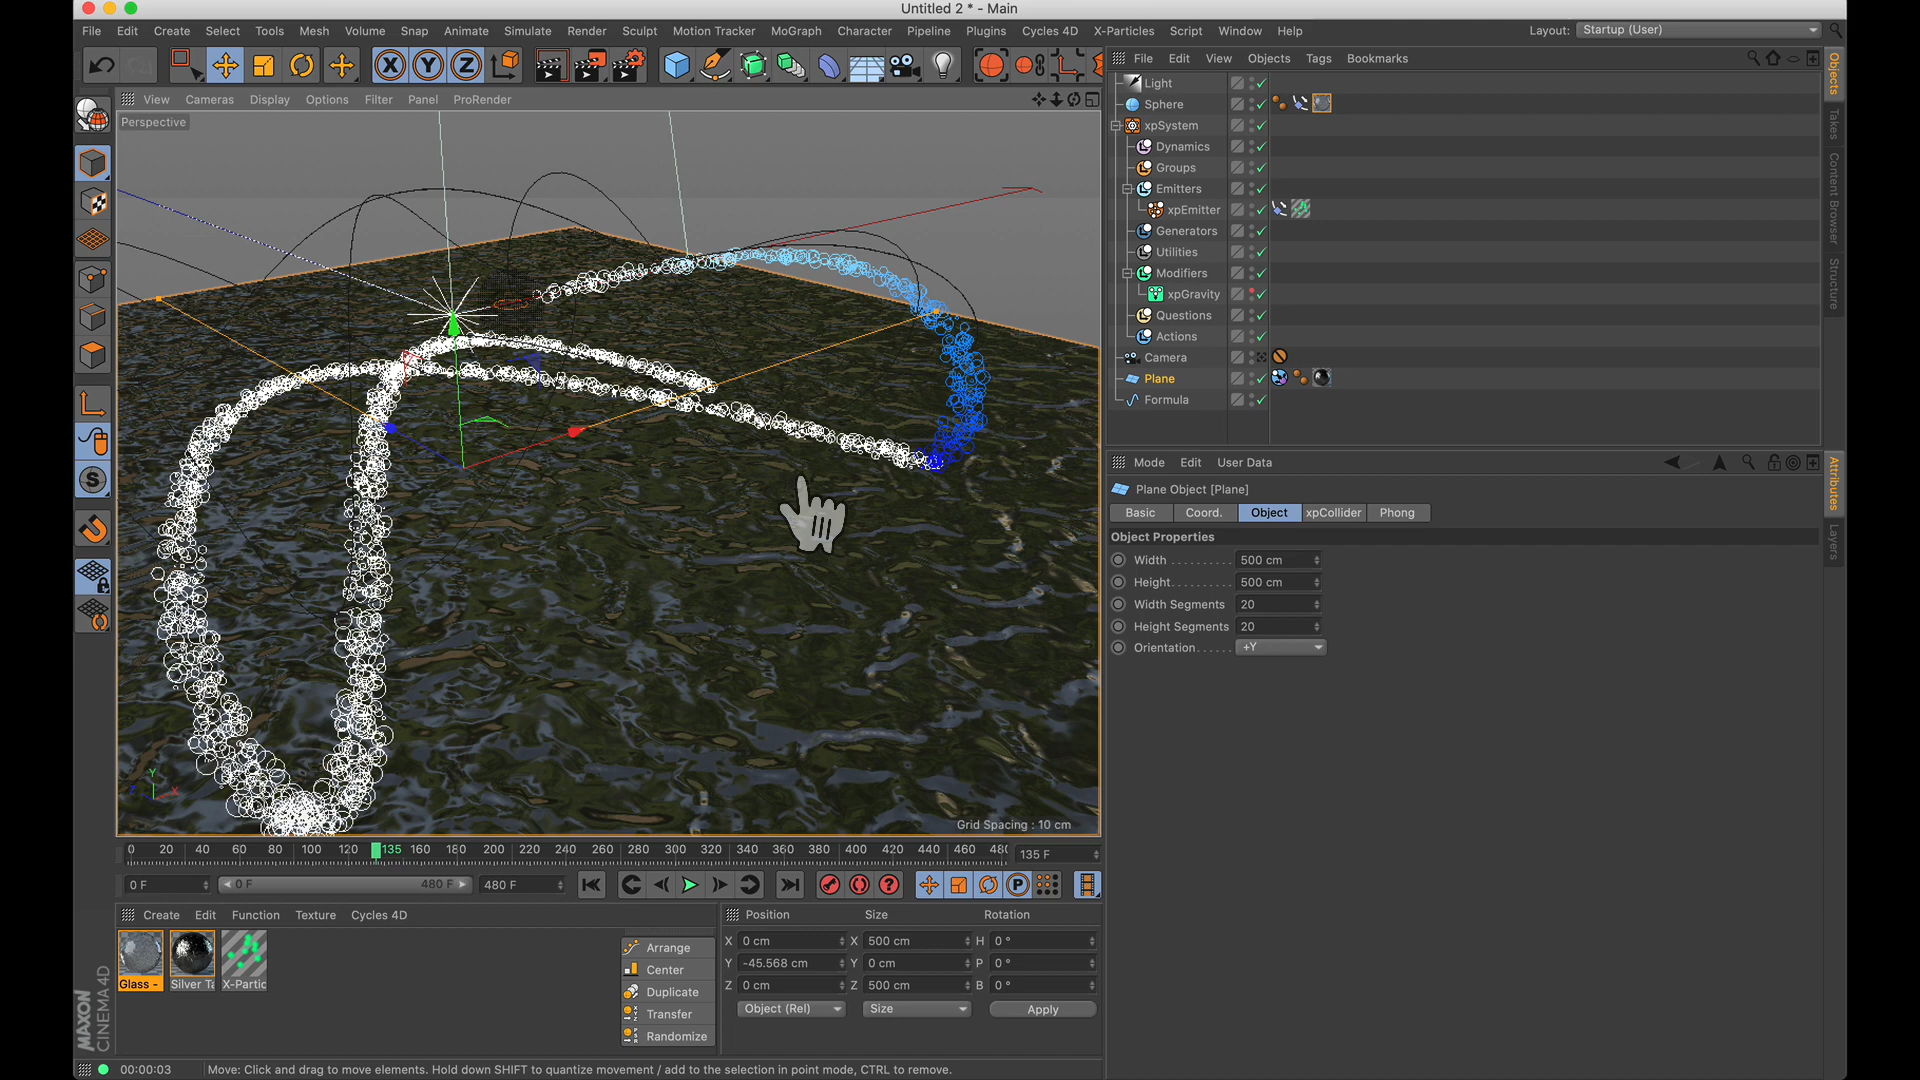 Untitled 2 * - Main
File Edit Create Select Tools Mesh Volume Snap Animate Simulate Render Sculpt Motion Tracker MoGraph Character Pipeline Plugins Cycles 4D X-Particles Script Window Help Layout: Startup (User)
View Cameras Display Options Filter Panel ProRender
Perspective
Y
Z X
Grid Spacing : 10 cm
File Edit View Objects Tags Bookmarks
Light
Sphere
xpSystem
Dynamics
Groups
Emitters
xpEmitter
Generators
Utilities
Modifiers
xpGravity
Questions
Actions
Camera
Plane
Formula
Objects
Takes
Content Browser
Structure
Mode Edit User Data
Plane Object [Plane]
Basic Coord. Object xpCollider Phong
Object Properties
Width 500 cm
Height 500 cm
Width Segments 20
Height Segments 20
Orientation +Y
Attributes
Layers
0 20 40 60 80 100 120 135 160 180 200 220 240 260 280 300 320 340 360 380 400 420 440 460 480 135 F
0 F 0 F 480 F 480 F
Create Edit Function Texture Cycles 4D
Glass - Silver Ta X-Partic
Arrange
Center
Duplicate
Transfer
Randomize
Position Size Rotation
X 0 cm X 500 cm H 0 °
Y -45.568 cm Y 0 cm P 0 °
Z 0 cm Z 500 cm B 0 °
Object (Rel) Size Apply
MAXON
CINEMA 4D
00:00:03 Move: Click and drag to move elements. Hold down SHIFT to quantize movement / add to the selection in point mode, CTRL to remove.